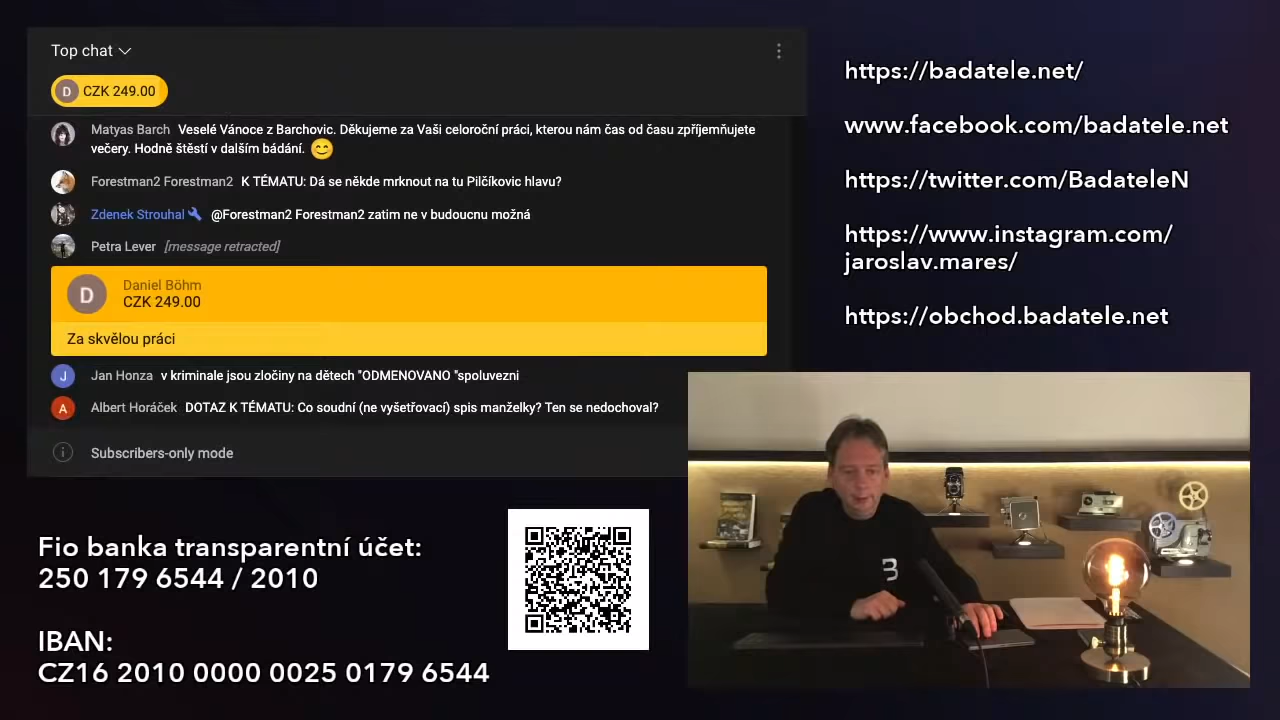 Top chat
D CZK 249.00
Matyas Barch Veselé Vánoce z Barchovic. Děkujeme za Vaši celoroční práci, kterou nám čas od času zpříjemňujete
večery. Hodně štěstí v dalším bádání. 😊
Forestman2 Forestman2 K TÉMATU: Dá se někde mrknout na tu Pilčíkovic hlavu?
Zdenek Strouhal @Forestman2 Forestman2 zatim ne v budoucnu možná
Petra Lever [message retracted]
D
Daniel Böhm
CZK 249.00
Za skvělou práci
J Jan Honza v kriminale jsou zločiny na dětech "ODMENOVANO "spoluvezni
A Albert Horáček DOTAZ K TÉMATU: Co soudní (ne vyšetřovací) spis manželky? Ten se nedochoval?
Subscribers-only mode
https://badatele.net/
www.facebook.com/badatele.net
https://twitter.com/BadateleN
https://www.instagram.com/
jaroslav.mares/
https://obchod.badatele.net
Fio banka transparentní účet:
250 179 6544 / 2010
IBAN:
CZ16 2010 0000 0025 0179 6544